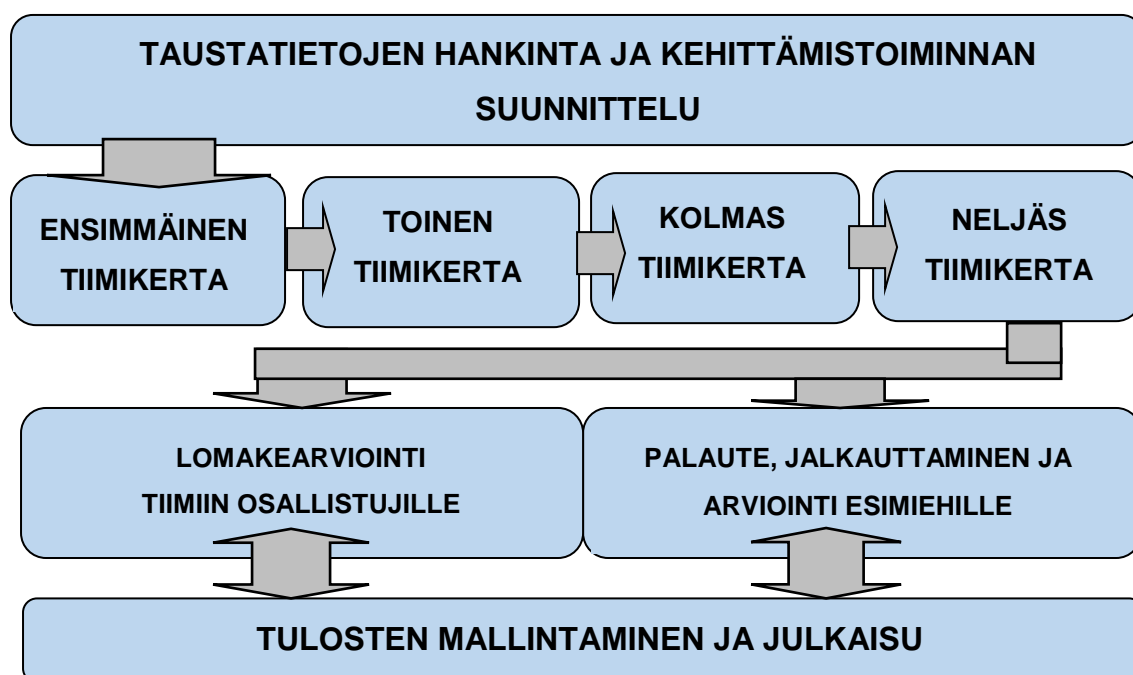 TAUSTATIETOJEN HANKINTA JA KEHITTÄMISTOIMINNAN
SUUNNITTELU
ENSIMMÄINEN
TIIMIKERTA
TOINEN
TIIMIKERTA
KOLMAS
TIIMIKERTA
NELJÄS
TIIMIKERTA
LOMAKEARVIOINTI
TIIMIIN OSALLISTUJILLE
PALAUTE, JALKAUTTAMINEN JA
ARVIOINTI ESIMIEHILLE
TULOSTEN MALLINTAMINEN JA JULKAISU